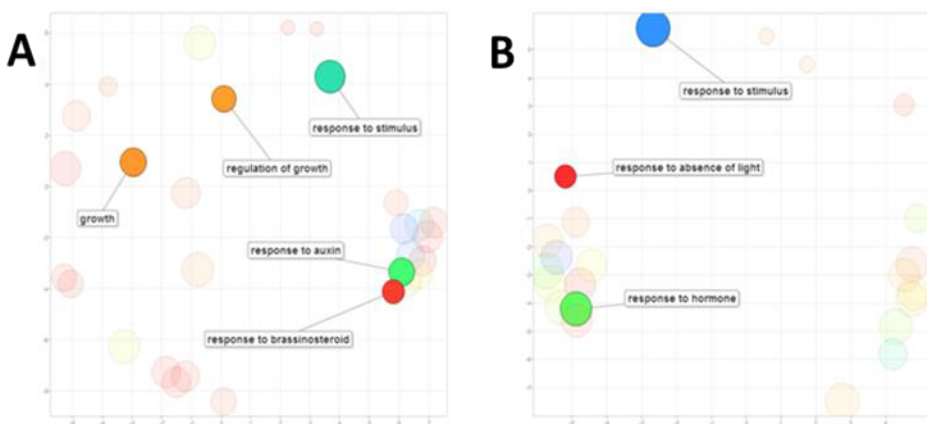 A
response to stimulus
regulation of growth
growth
response to auxin
response to brassinosteroid
B
response to stimulus
response to absence of light
response to hormone